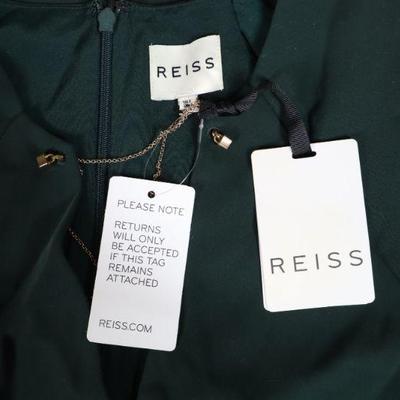 REISS
PLEASE NOTE
RETURNS
WILL ONLY
BE ACCEPTED
IF THIS TAG
REMAINS
ATTACHED
REISS.COM
REISS